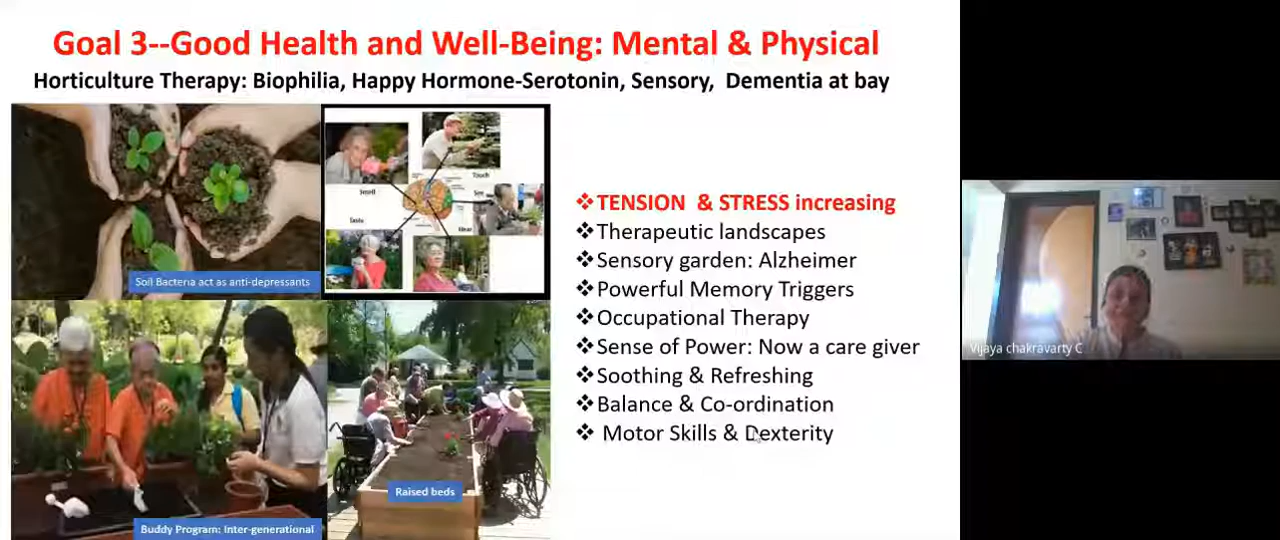 Goal 3--Good Health and Well-Being: Mental & Physical
Horticulture Therapy: Biophilia, Happy Hormone-Serotonin, Sensory, Dementia at bay
Soil Bacteria act as anti-depressants
Smell
Touch
See
Taste
Hear
Buddy Program: Inter-generational
Raised beds
❖TENSION & STRESS increasing
❖Therapeutic landscapes
❖Sensory garden: Alzheimer
❖Powerful Memory Triggers
❖Occupational Therapy
❖Sense of Power: Now a care giver
❖Soothing & Refreshing
❖Balance & Co-ordination
❖ Motor Skills & Dexterity
Vijaya chakravarty C